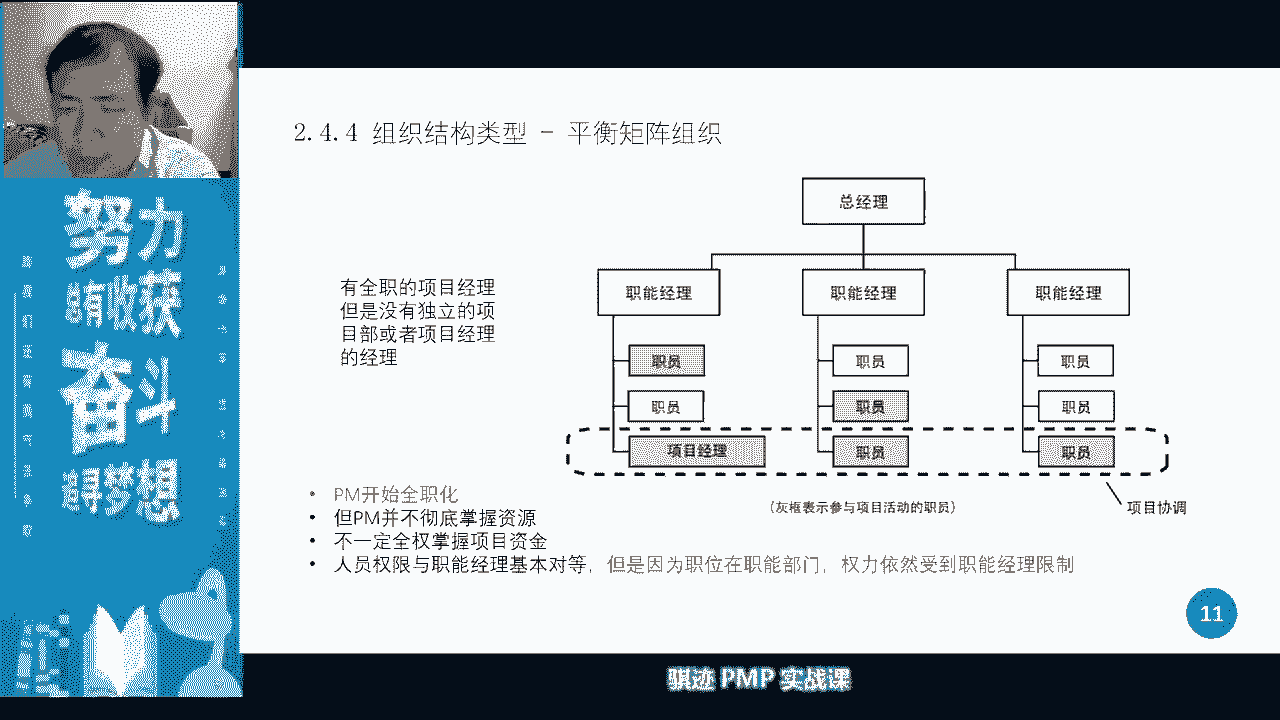 2.4.4 组织结构类型 - 平衡矩阵组织
总经理
职能经理
职能经理
职能经理
有全职的项目经理
但是没有独立的项
目部或者项目经理
的经理
职员
职员
职员
职员
职员
职员
项目经理
职员
职员
(灰框表示参与项目活动的职员)
项目协调
• PM开始全职化
• 但PM并不彻底掌握资源
• 不一定全权掌握项目资金
• 人员权限与职能经理基本对等，但是因为职位在职能部门，权力依然受到职能经理限制
11
努力
有收获
奋斗
寻梦想
骐迹 PMP 实战课